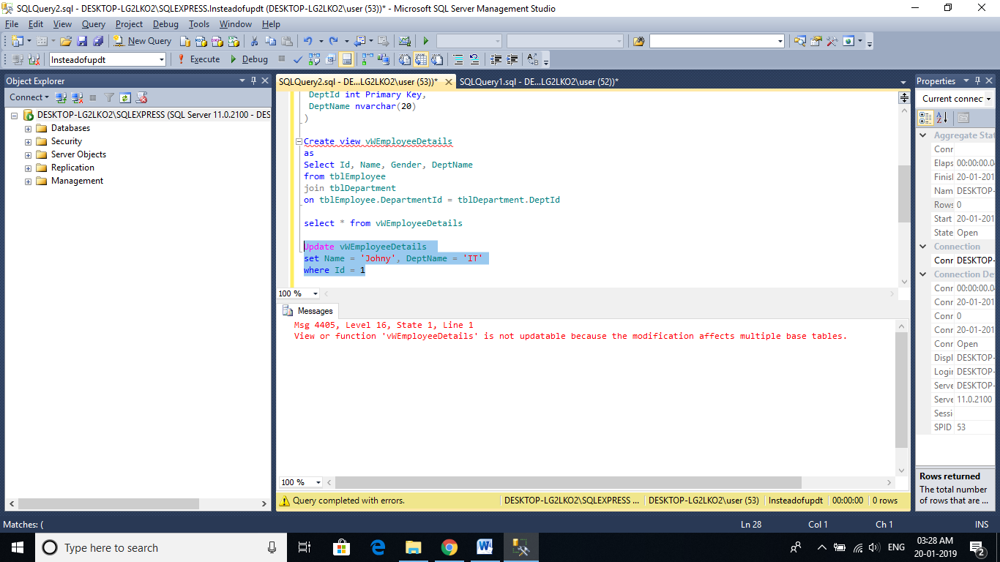 SQLQuery2.sql - DESKTOP-LG2LKO2\SQLEXPRESS.Insteadofupdt (DESKTOP-LG2LKO2\user (53))* - Microsoft SQL Server Management Studio
File Edit View Query Project Debug Tools Window Help
New Query
Insteadofupdt Execute Debug
Object Explorer
Connect
DESKTOP-LG2LKO2\SQLEXPRESS (SQL Server 11.0.2100 - DES
Databases
Security
Server Objects
Replication
Management
SQLQuery2.sql - DE...LG2LKO2\user (53))* SQLQuery1.sql - DE...LG2LKO2\user (52))*
DeptId int Primary Key,
DeptName nvarchar(20)
)
Create view vWEmployeeDetails
as
Select Id, Name, Gender, DeptName
from tblEmployee
join tblDepartment
on tblEmployee.DepartmentId = tblDepartment.DeptId
select * from vWEmployeeDetails
Update vWEmployeeDetails
set Name = 'Johny', DeptName = 'IT'
where Id = 1
100 %
Messages
Msg 4405, Level 16, State 1, Line 1
View or function 'vWEmployeeDetails' is not updatable because the modification affects multiple base tables.
100 %
Query completed with errors. DESKTOP-LG2LKO2\SQLEXPRESS ... DESKTOP-LG2LKO2\user (53) Insteadofupdt 00:00:00 0 rows
Properties
Current connec
Aggregate Stat
Conr
Elaps 00:00:00.0
Finisl 20-01-201
Nam DESKTOP-
Rows 0
Start 20-01-201
State Open
Connection
Conr DESKTOP-
Connection De
Conr 00:00:00.0
Conr 20-01-201
Conr 0
Conr 20-01-201
Conr Open
Displ DESKTOP-
Logir DESKTOP-
Serve DESKTOP-
Serve 11.0.2100
Sessi
SPID 53
Rows returned
The total number
of rows that are ...
Matches: ( Ln 28 Col 1 Ch 1 INS
Type here to search
ENG
03:28 AM
20-01-2019
2